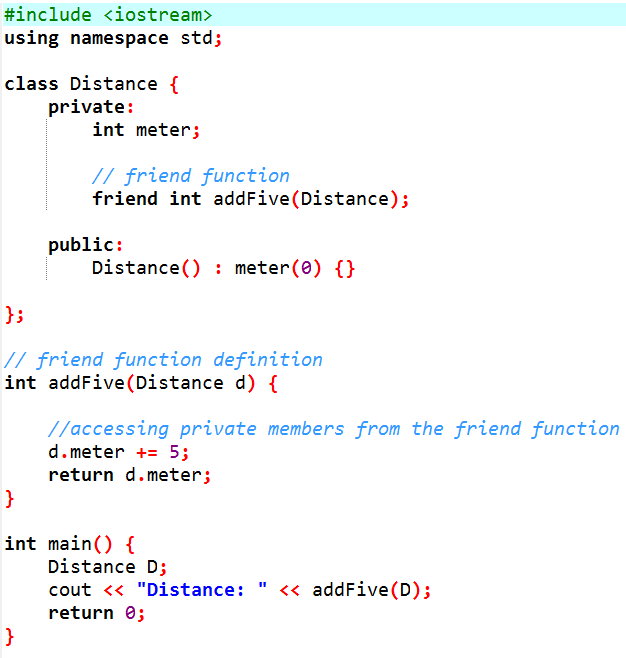 #include <iostream>
using namespace std;
class Distance {
private:
int meter;
// friend function
friend int addFive(Distance);
public:
Distance() : meter(0) {}
};
// friend function definition
int addFive(Distance d) {
//accessing private members from the friend function
d.meter += 5;
return d.meter;
}
int main() {
Distance D;
cout << "Distance: " << addFive(D);
return 0;
}